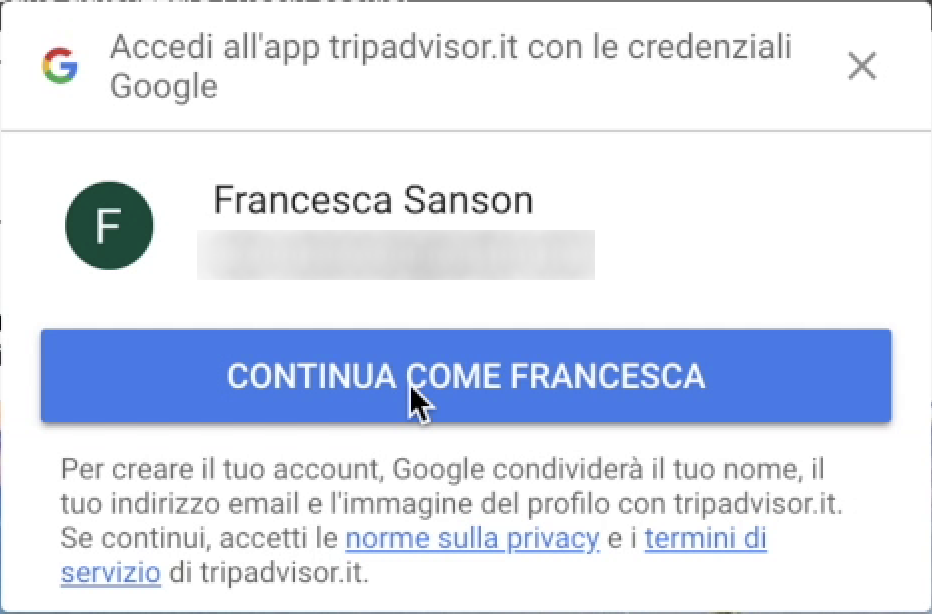 Accedi all'app tripadvisor.it con le credenziali
Google
F
Francesca Sanson
CONTINUA COME FRANCESCA
Per creare il tuo account, Google condividerà il tuo nome, il
tuo indirizzo email e l'immagine del profilo con tripadvisor.it.
Se continui, accetti le norme sulla privacy e i termini di
servizio di tripadvisor.it.